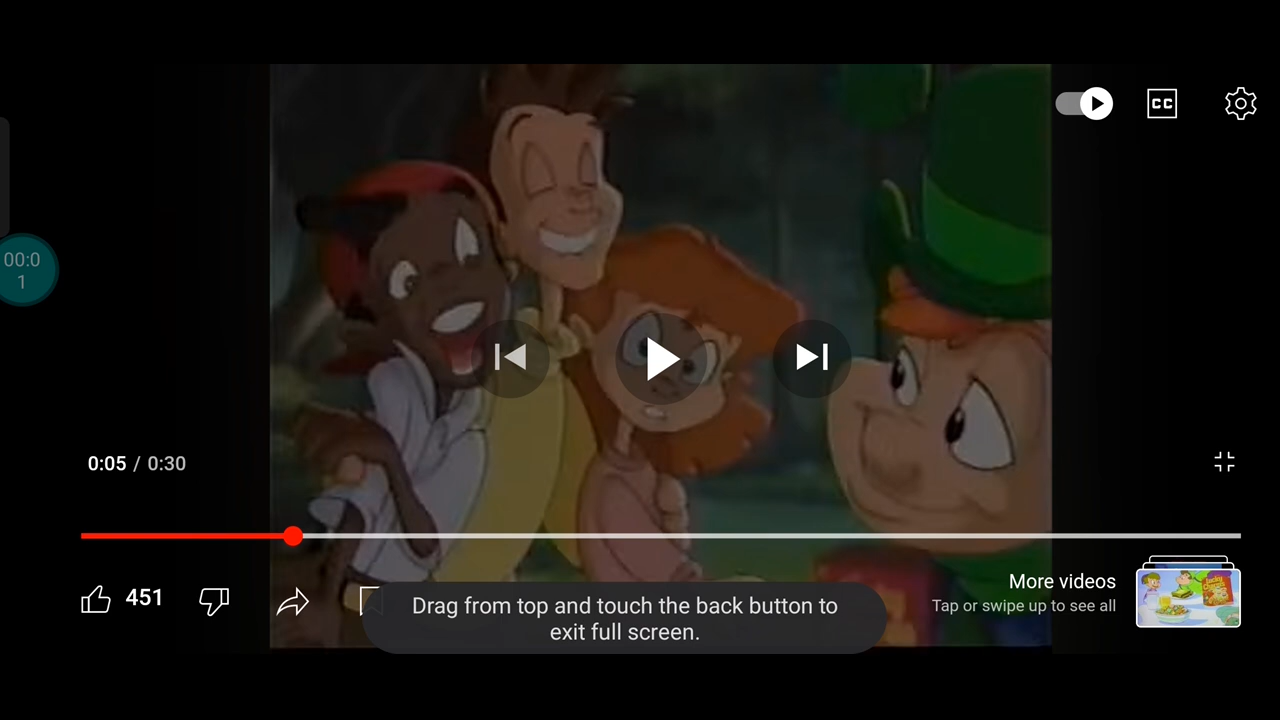 CC
00:0
1
0:05 / 0:30
451
More videos
Tap or swipe up to see all
Drag from top and touch the back button to
exit full screen.